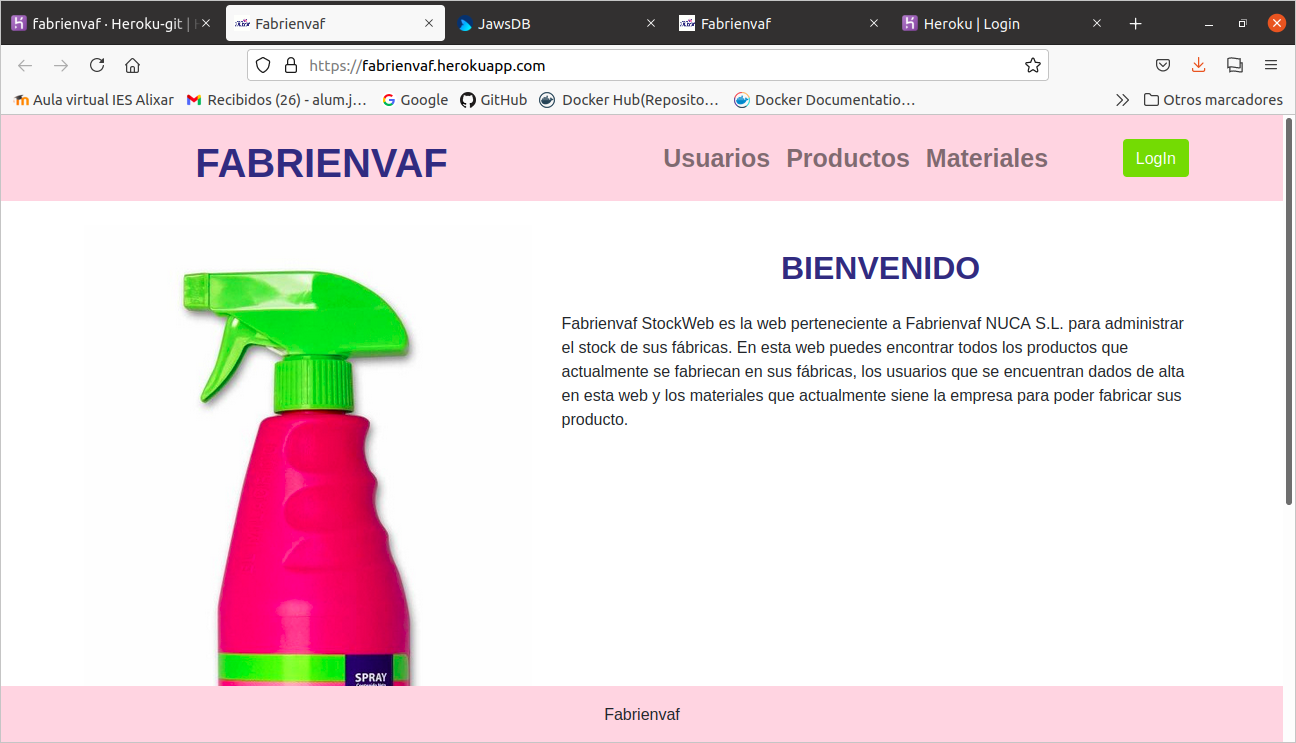 fabrienvaf · Heroku-git | H
Fabrienvaf
JawsDB
Fabrienvaf
Heroku | Login
https://fabrienvaf.herokuapp.com
Aula virtual IES Alixar
Recibidos (26) - alum.j…
Google
GitHub
Docker Hub(Reposito…
Docker Documentatio…
Otros marcadores
FABRIENVAF
Usuarios Productos Materiales
LogIn
BIENVENIDO
Fabrienvaf StockWeb es la web perteneciente a Fabrienvaf NUCA S.L. para administrar
el stock de sus fábricas. En esta web puedes encontrar todos los productos que
actualmente se fabriecan en sus fábricas, los usuarios que se encuentran dados de alta
en esta web y los materiales que actualmente siene la empresa para poder fabricar sus
producto.
SPRAY
Fabrienvaf